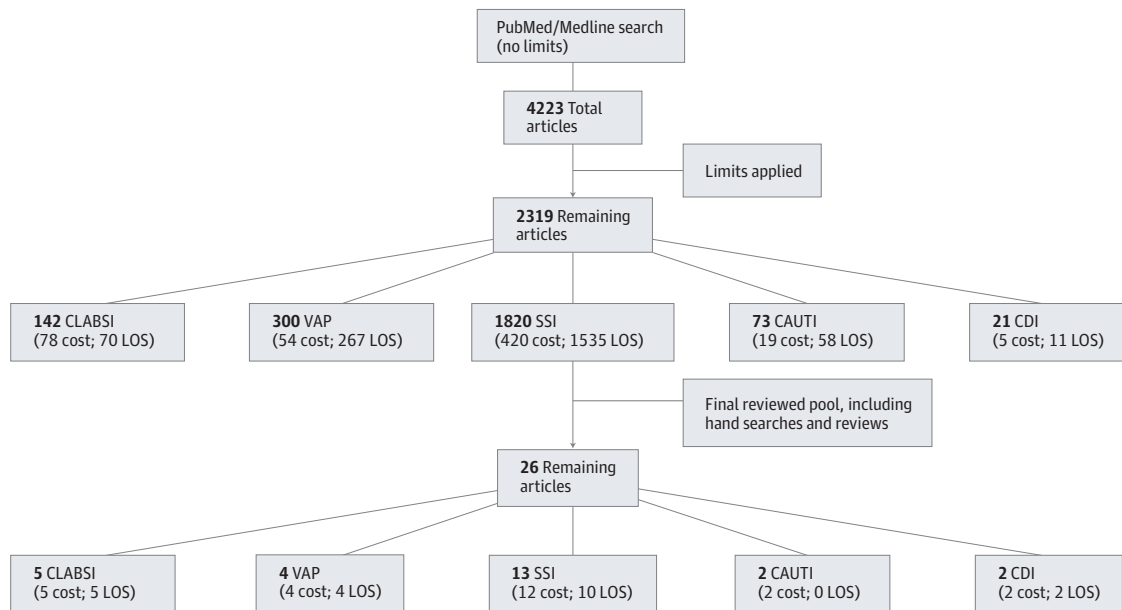 PubMed/Medline search
(no limits)
4223 Total
articles
Limits applied
2319 Remaining
articles
142 CLABSI
(78 cost; 70 LOS)
300 VAP
(54 cost; 267 LOS)
1820 SSI
(420 cost; 1535 LOS)
73 CAUTI
(19 cost; 58 LOS)
21 CDI
(5 cost; 11 LOS)
Final reviewed pool, including
hand searches and reviews
26 Remaining
articles
5 CLABSI
(5 cost; 5 LOS)
4 VAP
(4 cost; 4 LOS)
13 SSI
(12 cost; 10 LOS)
2 CAUTI
(2 cost; 0 LOS)
2 CDI
(2 cost; 2 LOS)